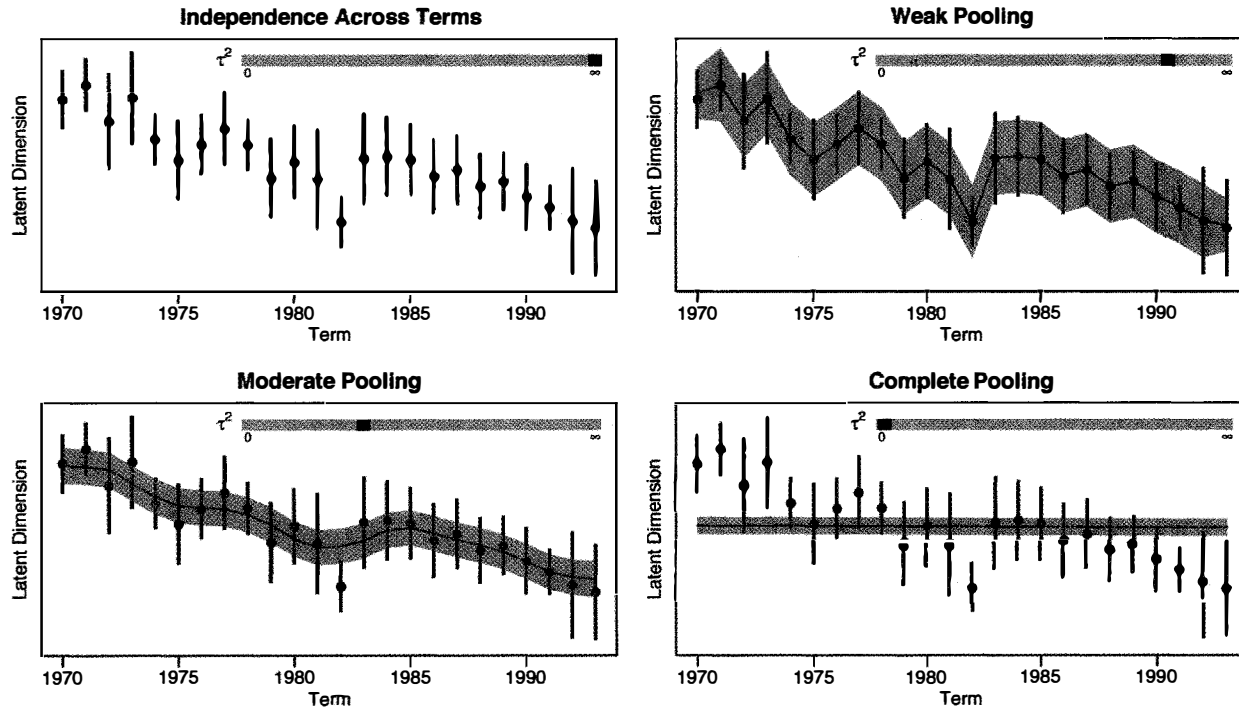 Independence Across Terms
τ²
0
∞
Latent Dimension
1970
1975
1980
1985
1990
Term
Weak Pooling
τ²
0
∞
Latent Dimension
1970
1975
1980
1985
1990
Term
Moderate Pooling
τ²
0
∞
Latent Dimension
1970
1975
1980
1985
1990
Term
Complete Pooling
τ²
0
∞
Latent Dimension
1970
1975
1980
1985
1990
Term